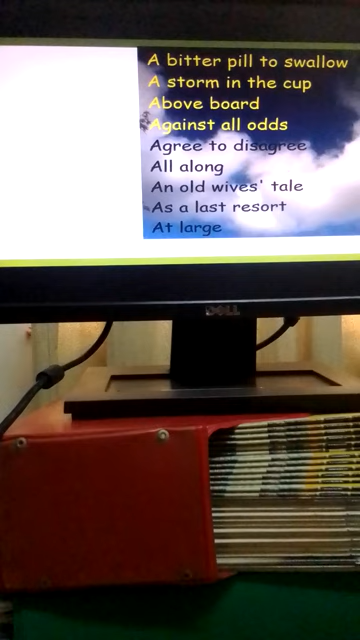 A bitter pill to swallow
A storm in the cup
Above board
Against all odds
Agree to disagree
All along
An old wives' tale
As a last resort
At large
DELL